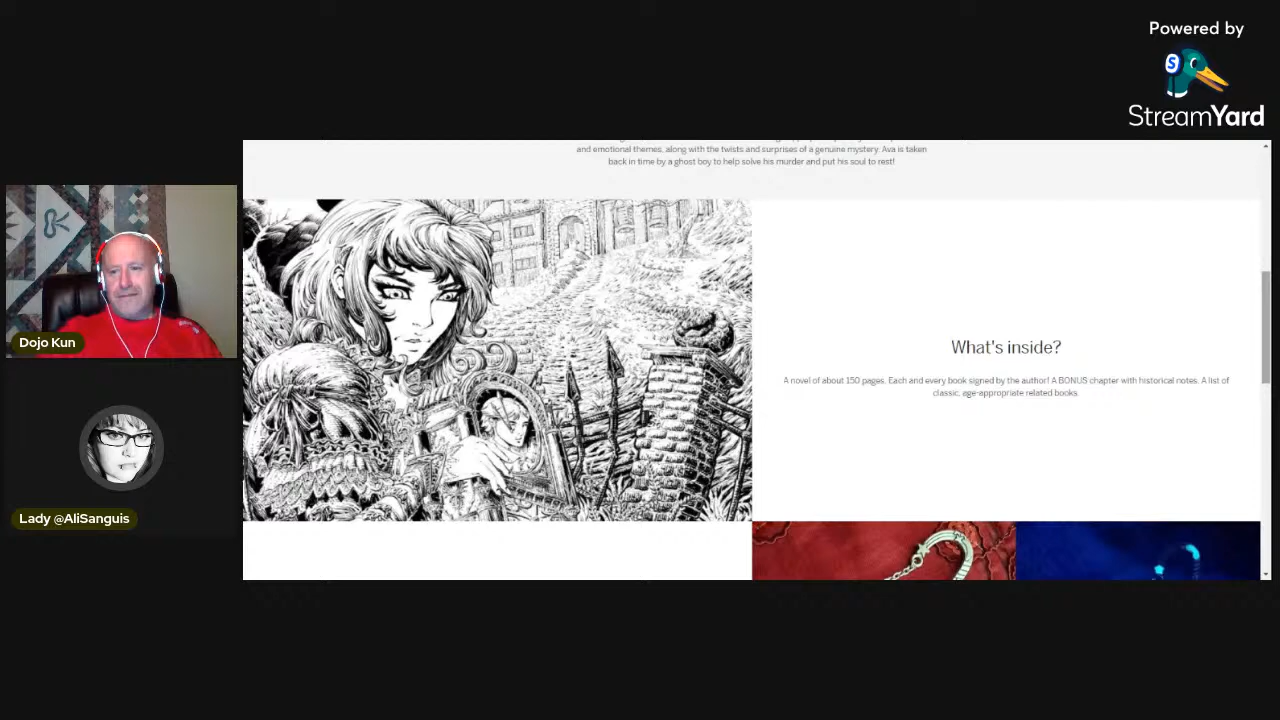 Powered by
StreamYard
and emotional themes, along with the twists and surprises of a genuine mystery: Ava is taken
back in time by a ghost boy to help solve his murder and put his soul to rest!
What's inside?
A novel of about 150 pages. Each and every book signed by the author! A BONUS chapter with historical notes. A list of
classic, age-appropriate related books.
Dojo Kun
Lady @AliSanguis